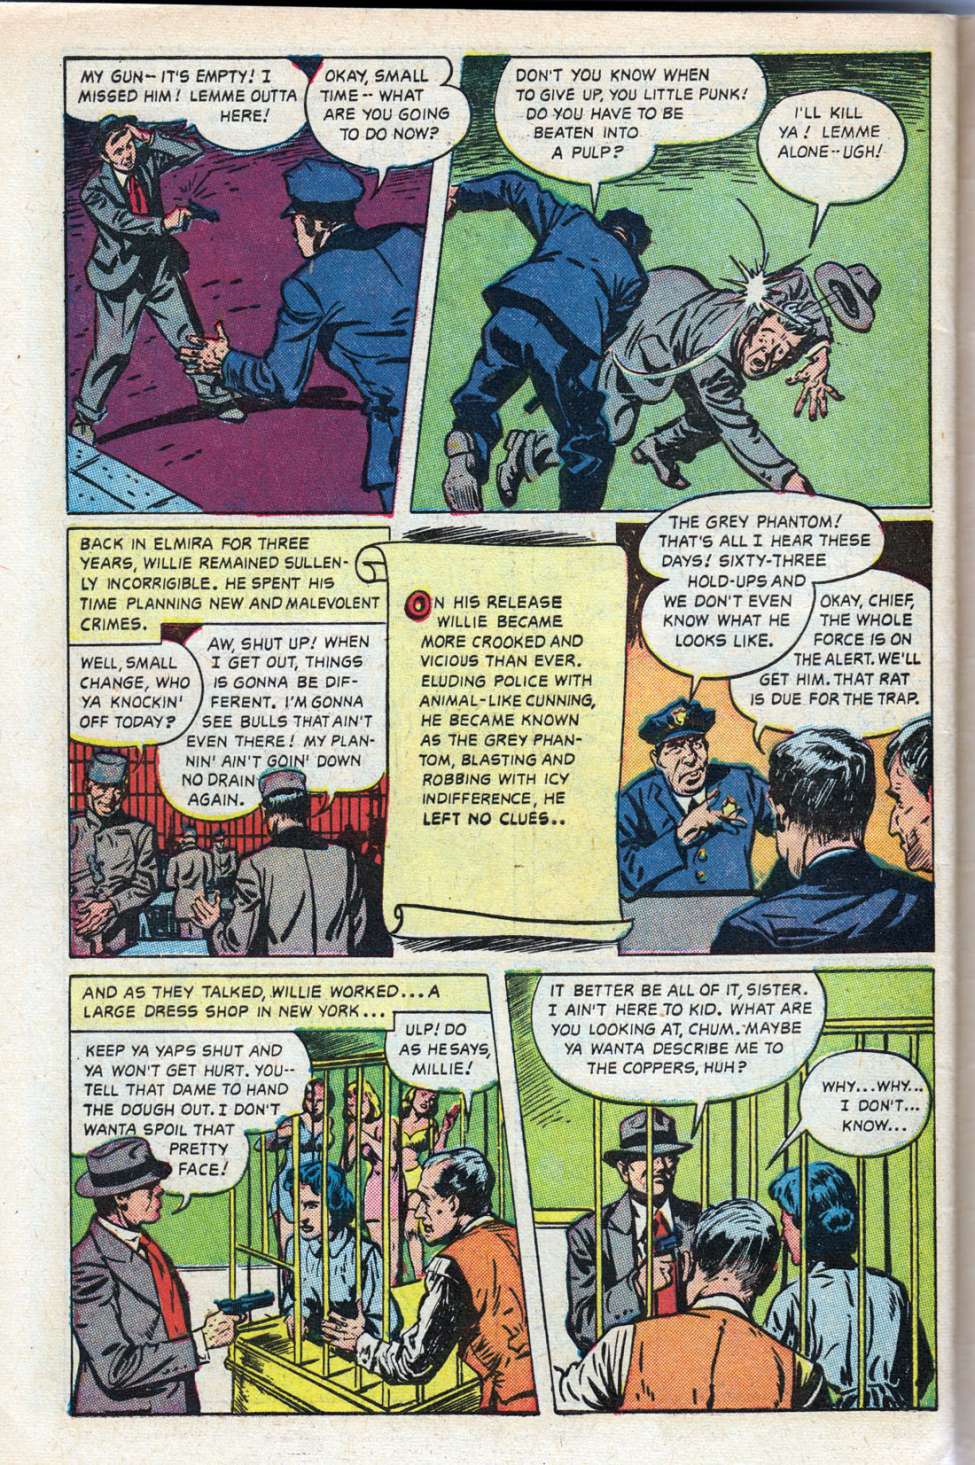 MY GUN-- IT'S EMPTY! I
MISSED HIM! LEMME OUTTA
HERE!
OKAY, SMALL
TIME-- WHAT
ARE YOU GOING
TO DO NOW?
DON'T YOU KNOW WHEN
TO GIVE UP, YOU LITTLE PUNK!
DO YOU HAVE TO BE
BEATEN INTO
A PULP?
I'LL KILL
YA! LEMME
ALONE--UGH!
BACK IN ELMIRA FOR THREE
YEARS, WILLIE REMAINED SULLEN-
LY INCORRIGIBLE. HE SPENT HIS
TIME PLANNING NEW AND MALEVOLENT
CRIMES.
WELL, SMALL
CHANGE, WHO
YA KNOCKIN'
OFF TODAY?
AW, SHUT UP! WHEN
I GET OUT, THINGS
IS GONNA BE DIF-
FERENT. I'M GONNA
SEE BULLS THAT AIN'T
EVEN THERE! MY PLAN-
NIN' AIN'T GOIN' DOWN
NO DRAIN
AGAIN.
ON HIS RELEASE
WILLIE BECAME
MORE CROOKED AND
VICIOUS THAN EVER.
ELUDING POLICE WITH
ANIMAL-LIKE CUNNING,
HE BECAME KNOWN
AS THE GREY PHAN-
TOM, BLASTING AND
ROBBING WITH ICY
INDIFFERENCE, HE
LEFT NO CLUES..
THE GREY PHANTOM!
THAT'S ALL I HEAR THESE
DAYS! SIXTY-THREE
HOLD-UPS AND
WE DON'T EVEN
KNOW WHAT HE
LOOKS LIKE.
OKAY, CHIEF,
THE WHOLE
FORCE IS ON
THE ALERT. WE'LL
GET HIM. THAT RAT
IS DUE FOR THE TRAP.
AND AS THEY TALKED, WILLIE WORKED... A
LARGE DRESS SHOP IN NEW YORK...
KEEP YA YAPS SHUT AND
YA WON'T GET HURT. YOU--
TELL THAT DAME TO HAND
THE DOUGH OUT. I DON'T
WANTA SPOIL THAT
PRETTY
FACE!
ULP! DO
AS HE SAYS,
MILLIE!
IT BETTER BE ALL OF IT, SISTER.
I AIN'T HERE TO KID. WHAT ARE
YOU LOOKING AT, CHUM. MAYBE
YA WANTA DESCRIBE ME TO
THE COPPERS, HUH?
WHY...WHY...
I DON'T...
KNOW...